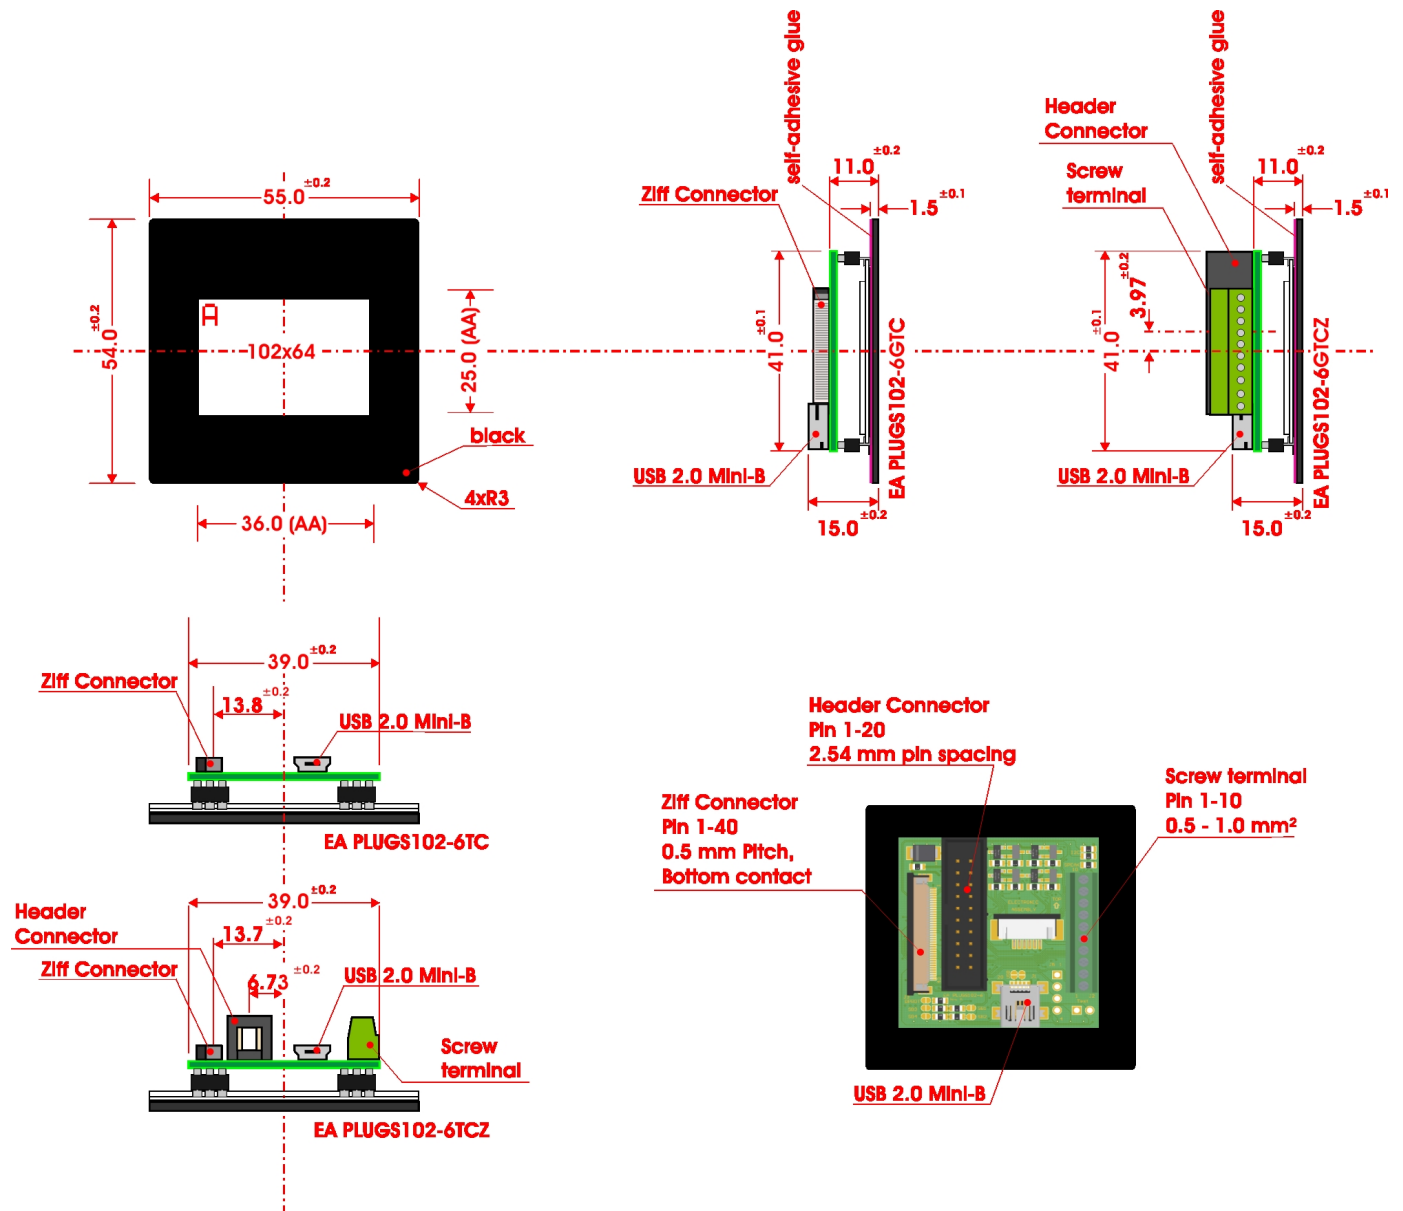 55.0 ±0.2
54.0 ±0.2
A
102x64
25.0 (AA)
black
4xR3
36.0 (AA)
self-adhesive glue
11.0 ±0.2
Ziff Connector
1.5 ±0.1
41.0 ±0.1
USB 2.0 Mini-B
15.0 ±0.2
EA PLUGS102-6GTC
self-adhesive glue
Header
Connector
11.0 ±0.2
Screw
terminal
1.5 ±0.1
3.97 ±0.2
41.0 ±0.1
USB 2.0 Mini-B
15.0 ±0.2
EA PLUGS102-6GTCZ
39.0 ±0.2
Ziff Connector
13.8 ±0.2
USB 2.0 Mini-B
EA PLUGS102-6TC
39.0 ±0.2
Header
Connector
13.7 ±0.2
Ziff Connector
6.73 ±0.2
USB 2.0 Mini-B
Screw
terminal
EA PLUGS102-6TCZ
Header Connector
Pin 1-20
2.54 mm pin spacing
Ziff Connector
Pin 1-40
0.5 mm Pitch,
Bottom contact
Screw terminal
Pin 1-10
0.5 - 1.0 mm²
USB 2.0 Mini-B